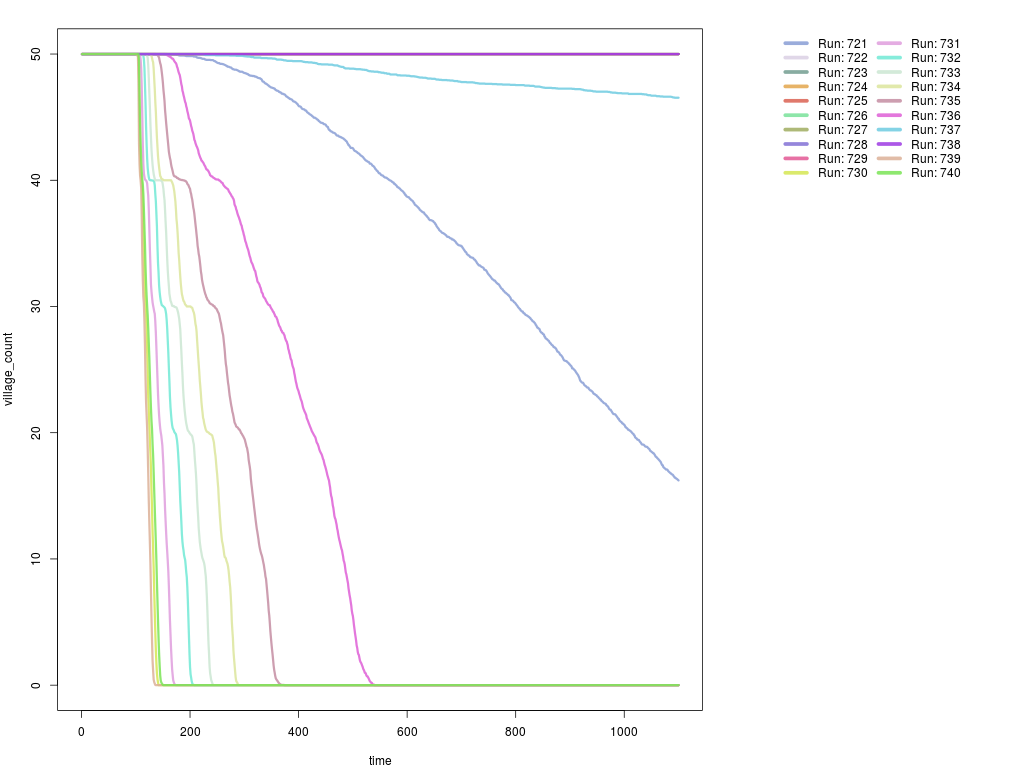 village_count
50
40
30
20
10
0
0 200 400 600 800 1000
time
Run: 721 Run: 731
Run: 722 Run: 732
Run: 723 Run: 733
Run: 724 Run: 734
Run: 725 Run: 735
Run: 726 Run: 736
Run: 727 Run: 737
Run: 728 Run: 738
Run: 729 Run: 739
Run: 730 Run: 740